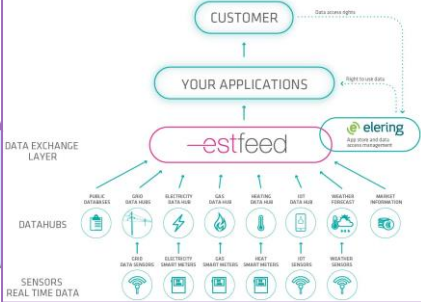 CUSTOMER
Data access rights
YOUR APPLICATIONS
Right to use data
DATA EXCHANGE
LAYER
estfeed
elering
App store and data
access management
PUBLIC
DATABASES
GRID
DATA HUBS
ELECTRICITY
DATA HUB
GAS
DATA HUB
HEATING
DATA HUB
IOT
DATA HUB
WEATHER
FORECAST
MARKET
INFORMATION
DATAHUBS
GRID
DATA SENSORS
ELECTRICITY
SMART METERS
GAS
SMART METERS
HEAT
SMART METERS
IOT
SENSORS
WEATHER
SENSORS
SENSORS
REAL TIME DATA